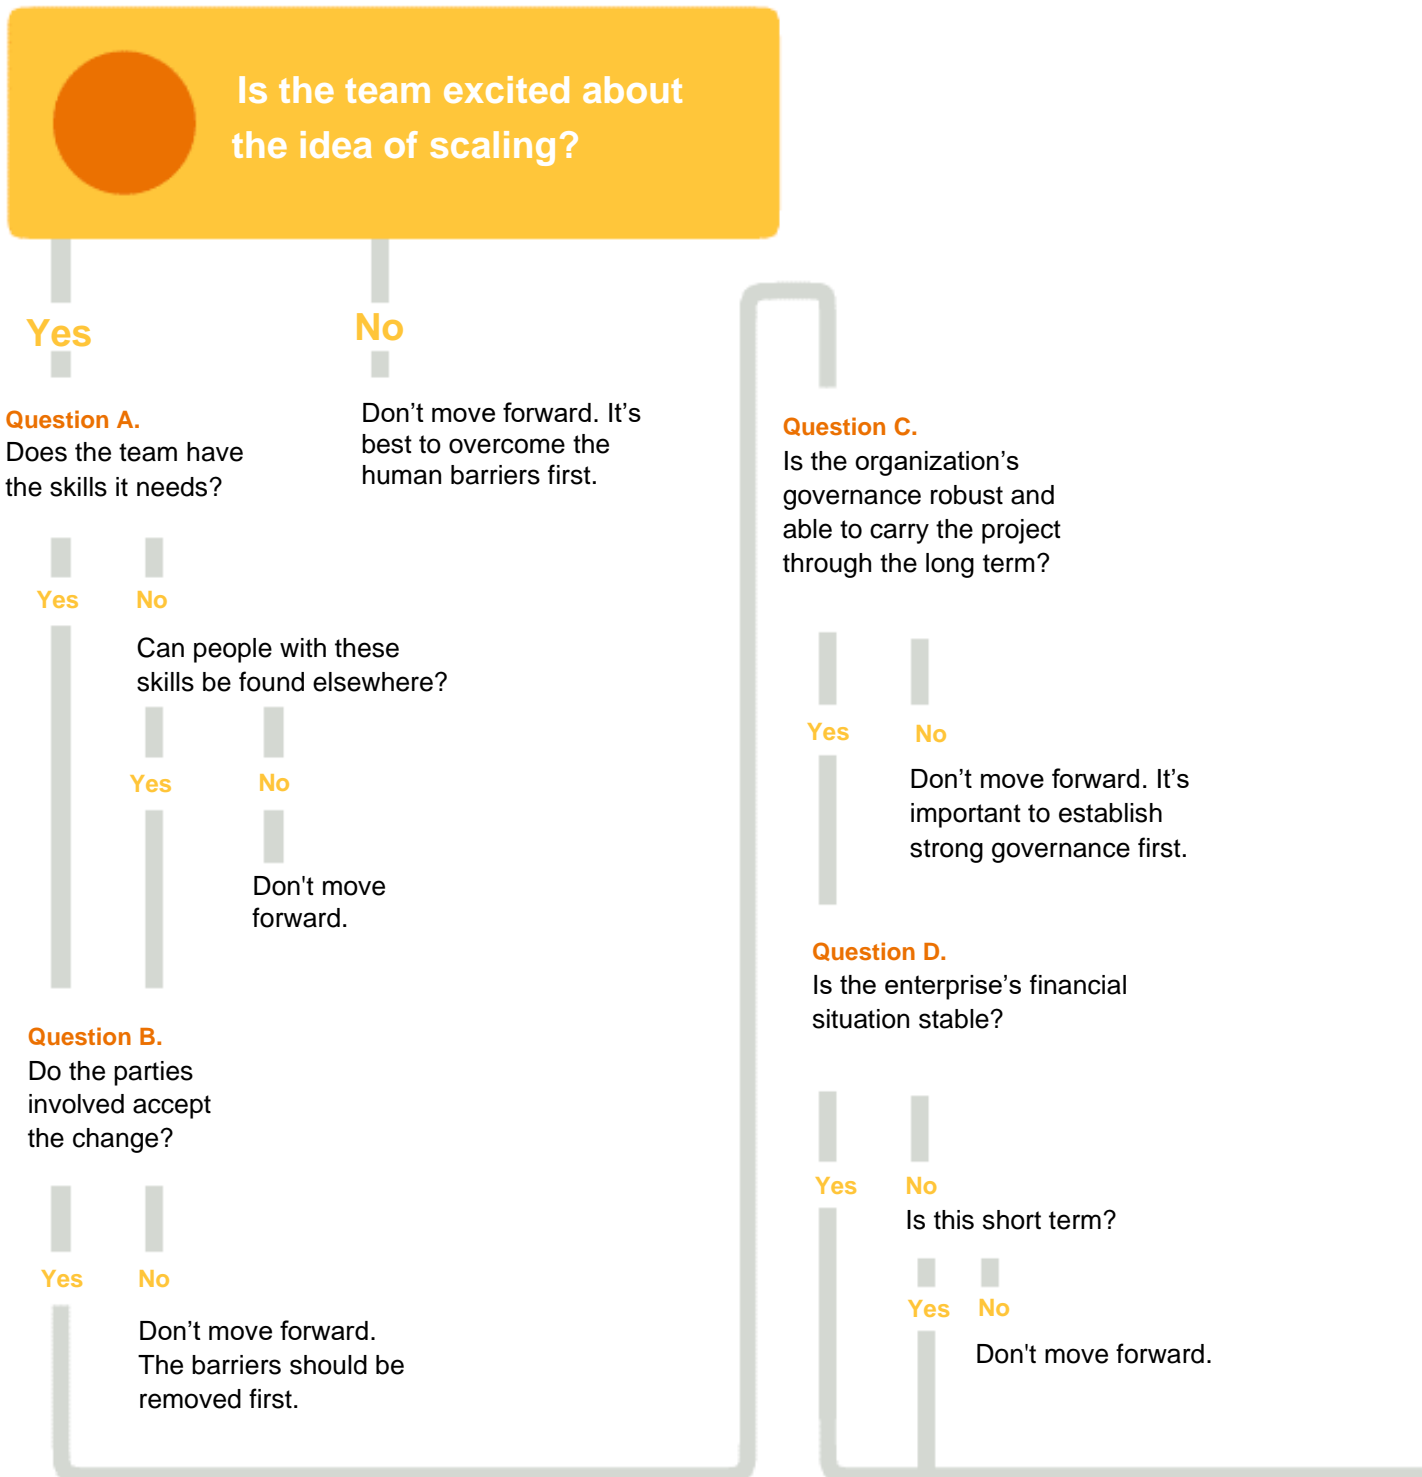 Is the team excited about
the idea of scaling?
Yes
No
Question A.
Does the team have
the skills it needs?
Don’t move forward. It’s
best to overcome the
human barriers first.
Yes
No
Can people with these
skills be found elsewhere?
Yes
No
Don't move
forward.
Question B.
Do the parties
involved accept
the change?
Yes
No
Don’t move forward.
The barriers should be
removed first.
Question C.
Is the organization’s
governance robust and
able to carry the project
through the long term?
Yes
No
Don’t move forward. It’s
important to establish
strong governance first.
Question D.
Is the enterprise’s financial
situation stable?
Yes
No
Is this short term?
Yes
No
Don't move forward.